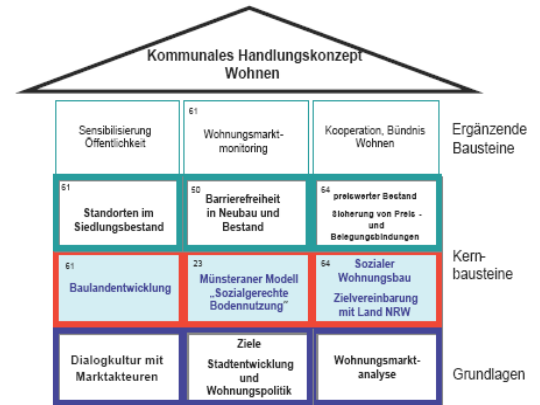 Kommunales Handlungskonzept
Wohnen
Sensibilisierung
Öffentlichkeit
61
Wohnungsmarkt-
monitoring
Kooperation, Bündnis
Wohnen
Ergänzende
Bausteine
61
Standorten im
Siedlungsbestand
50
Barrierefreiheit
in Neubau und
Bestand
64
preiswerter Bestand
Sicherung von Preis -
und
Belegungsbindungen
Kern-
bausteine
61
Baulandentwicklung
23
Münsteraner Modell
„Sozialgerechte
Bodennutzung"
64
Sozialer
Wohnungsbau
Zielvereinbarung
mit Land NRW
Dialogkultur mit
Marktakteuren
Ziele
Stadtentwicklung
und
Wohnungspolitik
Wohnungsmarkt-
analyse
Grundlagen